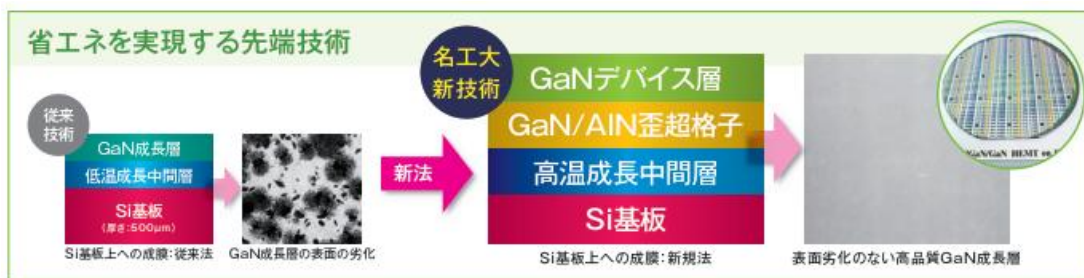 省エネを実現する先端技術
従来
技術
GaN成長層
低温成長中間層
Si基板
(厚さ:500μm)
Si基板上への成膜:従来法
GaN成長層の表面の劣化
新法
名工大
新技術
GaNデバイス層
GaN/AlN歪超格子
高温成長中間層
Si基板
Si基板上への成膜:新規法
GaN/GaN HEMT on
表面劣化のない高品質GaN成長層